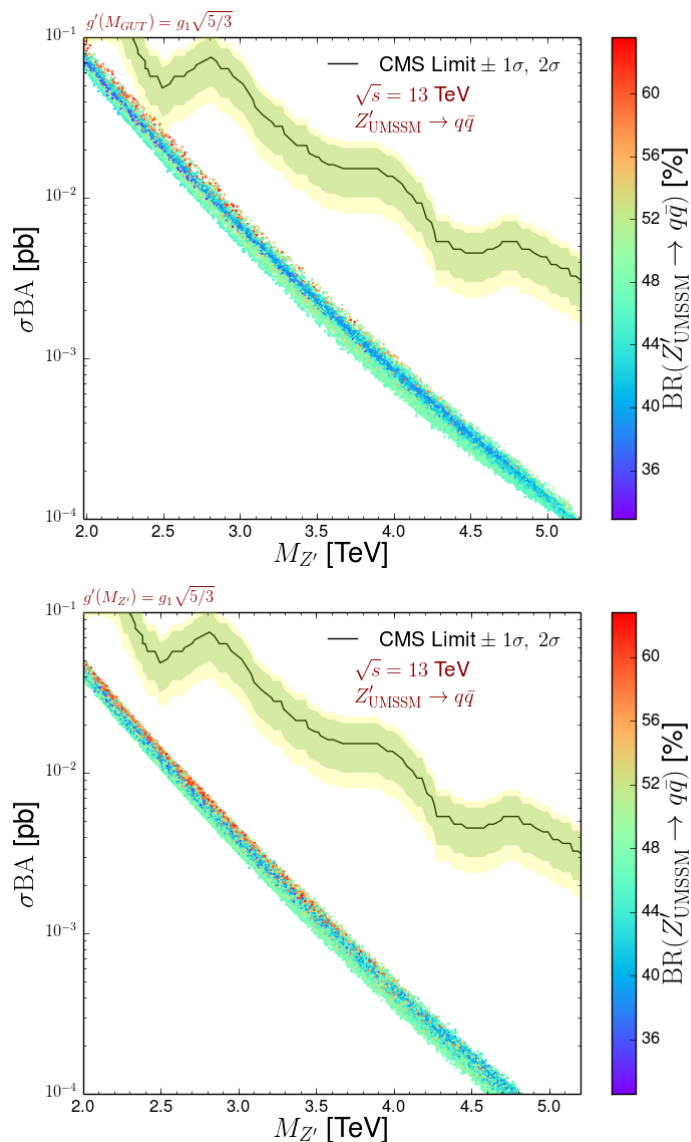 g′(M_GUT) = g₁√5/3
10⁻¹
10⁻²
10⁻³
10⁻⁴
σBA [pb]
CMS Limit ± 1σ, 2σ
√s = 13 TeV
Z′_UMSSM → qq̄
2.0 2.5 3.0 3.5 4.0 4.5 5.0
M_Z′ [TeV]
60
56
52
48
44
40
36
BR(Z′_UMSSM → qq̄) [%]
g′(M_Z′) = g₁√5/3
10⁻¹
10⁻²
10⁻³
10⁻⁴
σBA [pb]
CMS Limit ± 1σ, 2σ
√s = 13 TeV
Z′_UMSSM → qq̄
2.0 2.5 3.0 3.5 4.0 4.5 5.0
M_Z′ [TeV]
60
56
52
48
44
40
36
BR(Z′_UMSSM → qq̄) [%]